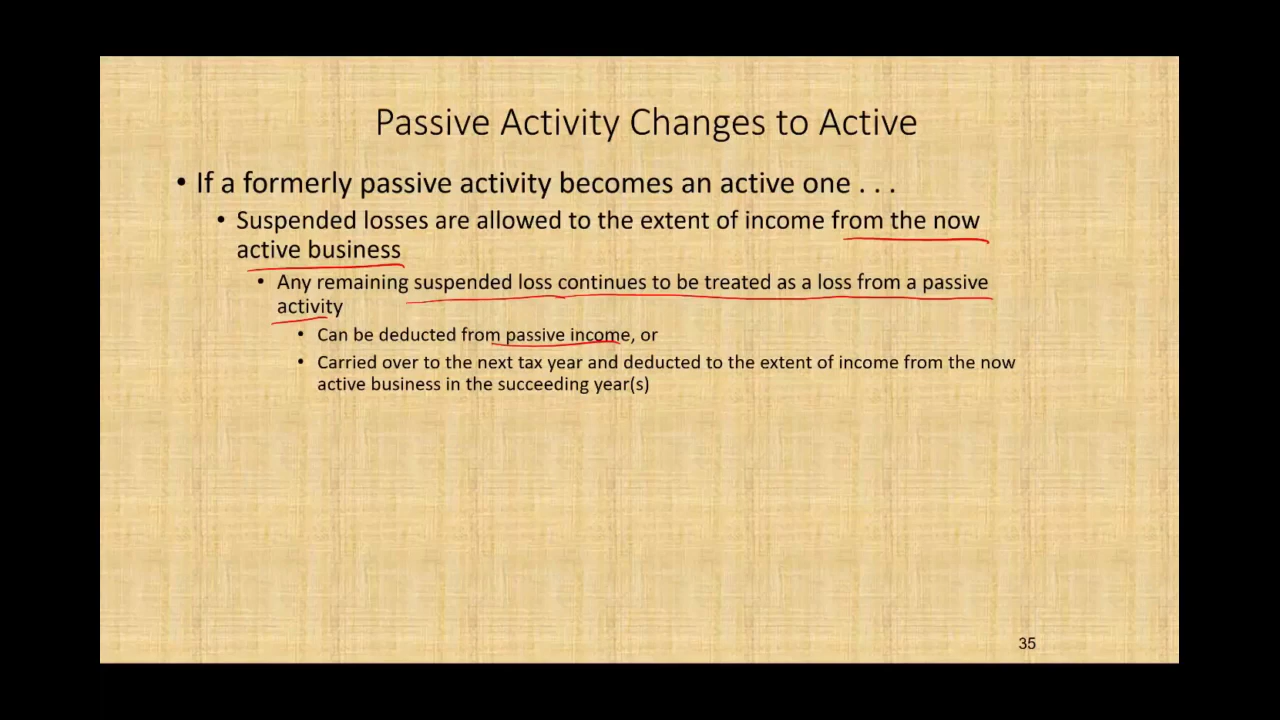 Passive Activity Changes to Active
• If a formerly passive activity becomes an active one . . .
• Suspended losses are allowed to the extent of income from the now
active business
• Any remaining suspended loss continues to be treated as a loss from a passive
activity
• Can be deducted from passive income, or
• Carried over to the next tax year and deducted to the extent of income from the now
active business in the succeeding year(s)
35